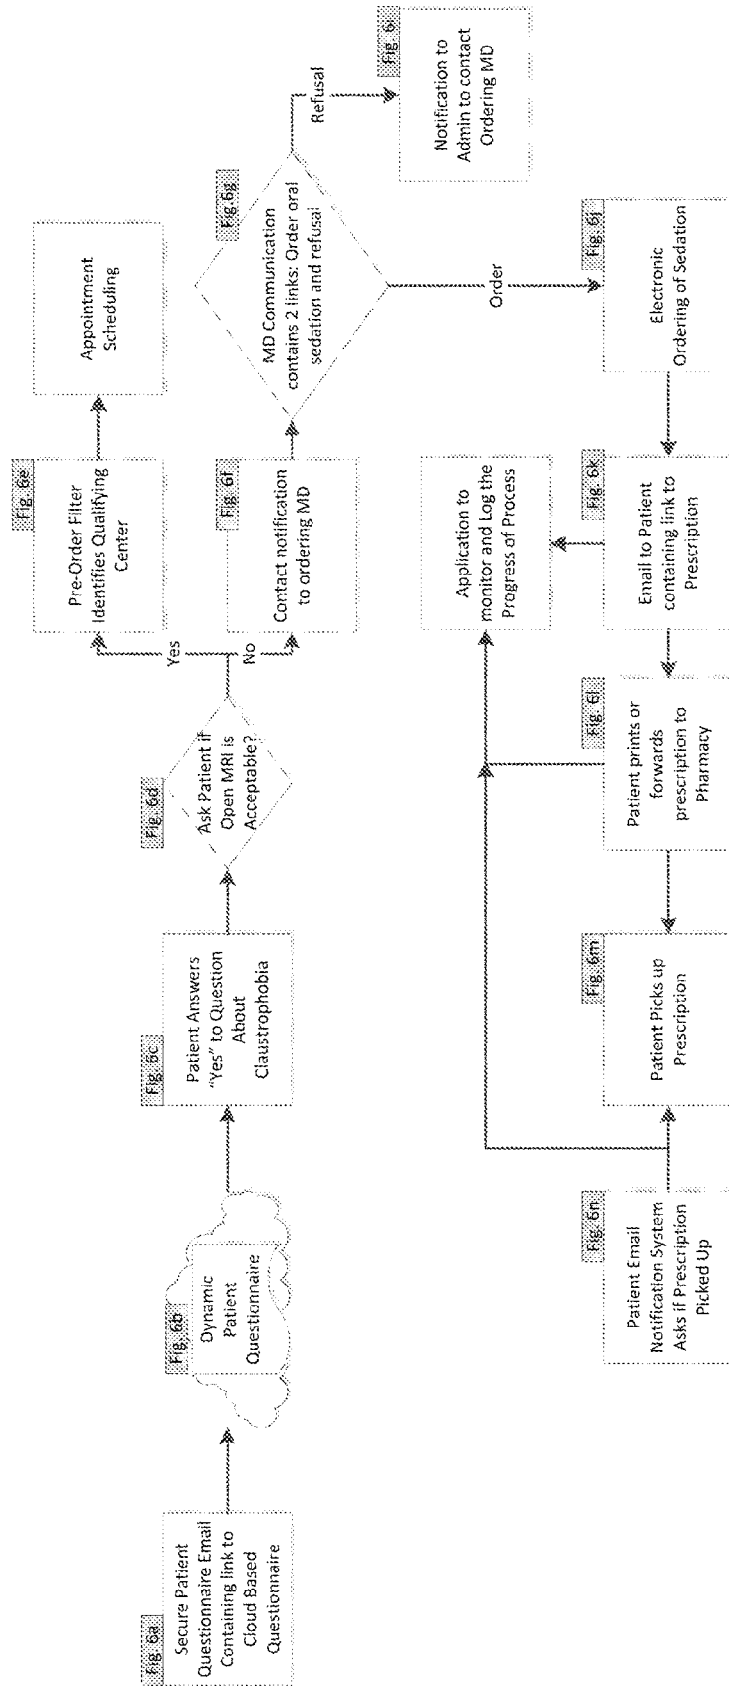 Fig. 6a
Secure Patient
Questionnaire Email
Containing link to
Cloud Based
Questionnaire
Fig. 6b
Dynamic
Patient
Questionnaire
Fig. 6c
Patient Answers
"Yes" to Question
About
Claustrophobia
Fig. 6d
Ask Patient if
Open MRI is
Acceptable?
Yes
No
Fig. 6e
Pre-Order Filter
Identifies Qualifying
Center
Appointment
Scheduling
Fig. 6f
Contact notification
to ordering MD
Fig.6g
MD Communication
contains 2 links: Order oral
sedation and refusal
Refusal
Fig. 6i
Notification to
Admin to contact
Ordering MD
Order
Fig. 6j
Electronic
Ordering of Sedation
Fig. 6k
Email to Patient
containing link to
Prescription
Application to
monitor and Log the
Progress of Process
Fig. 6l
Patient prints or
forwards
prescription to
Pharmacy
Fig. 6m
Patient Picks up
Prescription
Fig. 6n
Patient Email
Notification System
Asks if Prescription
Picked Up